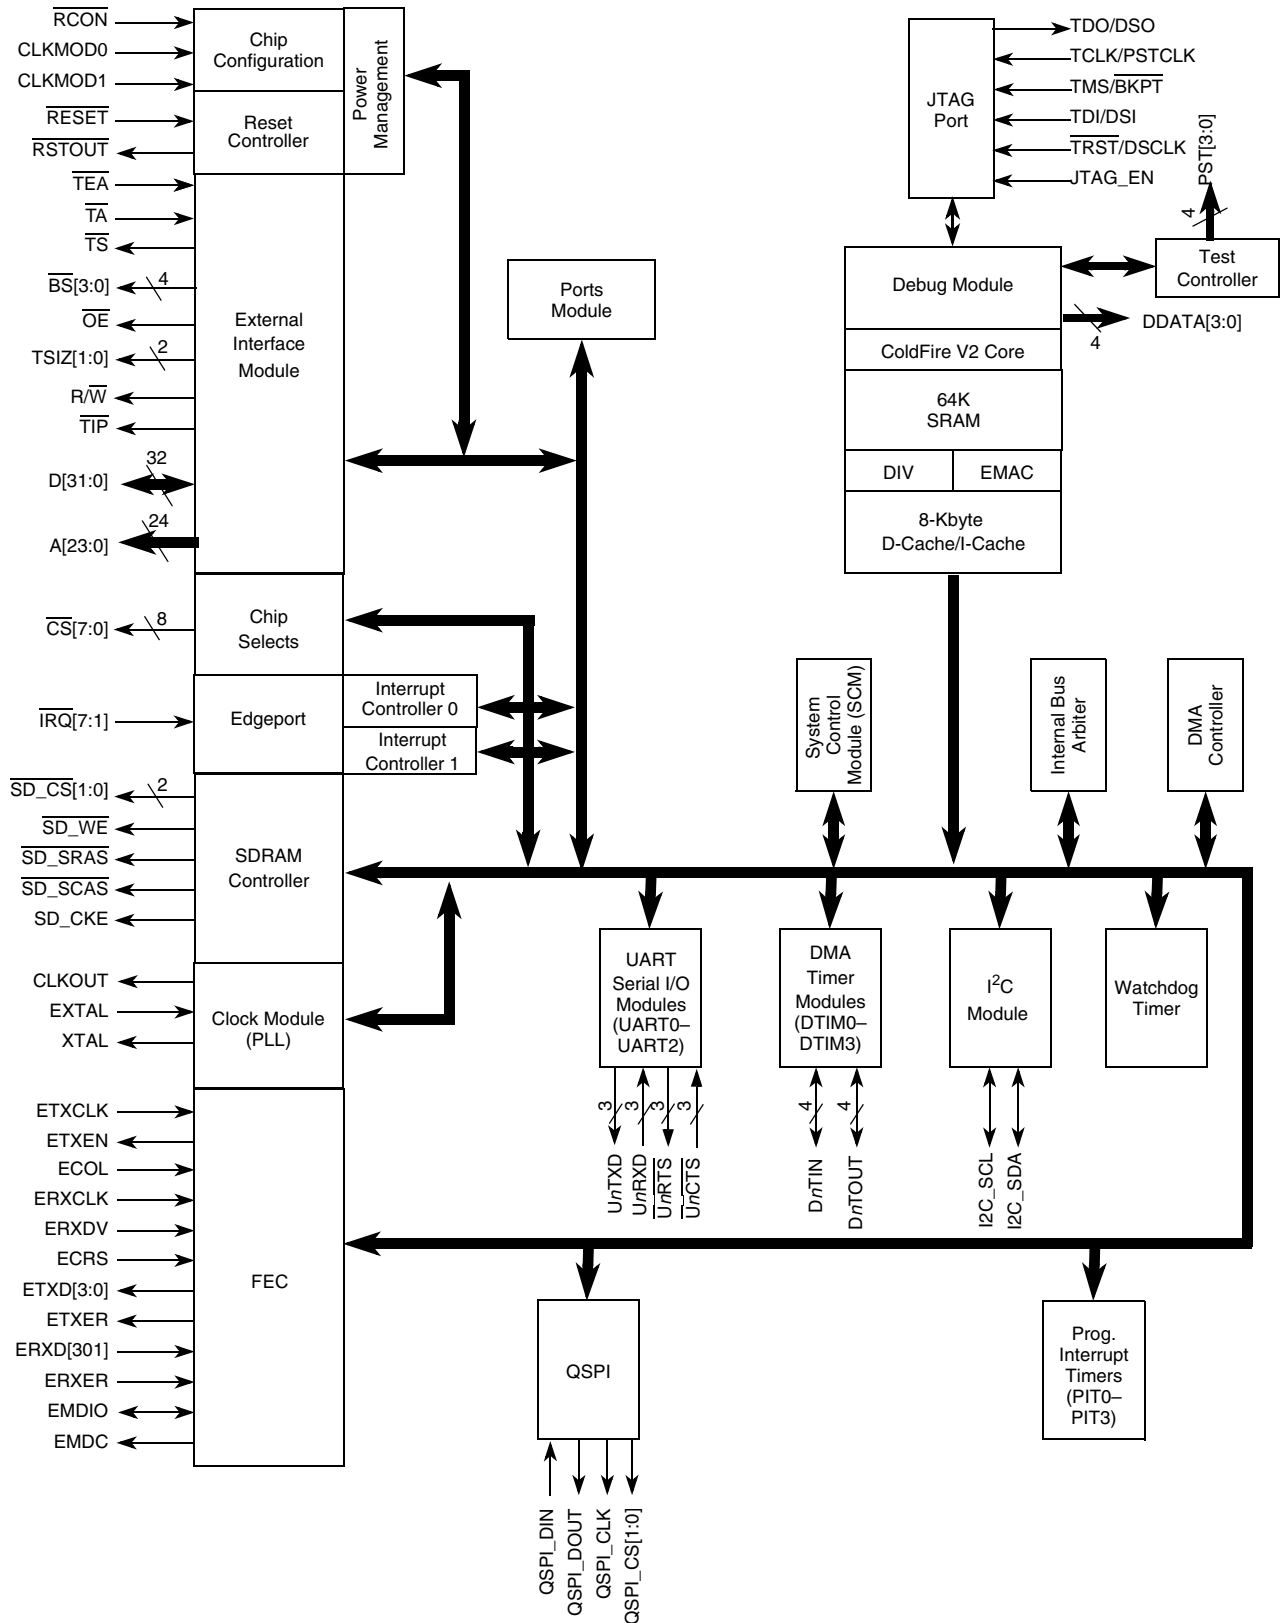 RCON
CLKMOD0
CLKMOD1
RESET
RSTOUT
TEA
TA
TS
BS[3:0]
4
OE
TSIZ[1:0]
2
R/W
TIP
D[31:0]
32
A[23:0]
24
CS[7:0]
8
IRQ[7:1]
SD_CS[1:0]
2
SD_WE
SD_SRAS
SD_SCAS
SD_CKE
CLKOUT
EXTAL
XTAL
ETXCLK
ETXEN
ECOL
ERXCLK
ERXDV
ECRS
ETXD[3:0]
ETXER
ERXD[301]
ERXER
EMDIO
EMDC
Chip
Configuration
Reset
Controller
Power
Management
External
Interface
Module
Chip
Selects
Edgeport
Interrupt
Controller 0
Interrupt
Controller 1
SDRAM
Controller
Clock Module
(PLL)
FEC
Ports
Module
JTAG
Port
TDO/DSO
TCLK/PSTCLK
TMS/BKPT
TDI/DSI
TRST/DSCLK
JTAG_EN
PST[3:0]
4
Test
Controller
Debug Module
DDATA[3:0]
4
ColdFire V2 Core
64K
SRAM
DIV
EMAC
8-Kbyte
D-Cache/I-Cache
System
Control
Module (SCM)
Internal Bus
Arbiter
DMA
Controller
UART
Serial I/O
Modules
(UART0–
UART2)
3
3
3
3
UnTXD
UnRXD
UnRTS
UnCTS
DMA
Timer
Modules
(DTIM0–
DTIM3)
4
4
DnTIN
DnTOUT
I2C
Module
I2C_SCL
I2C_SDA
Watchdog
Timer
QSPI
QSPI_DIN
QSPI_DOUT
QSPI_CLK
QSPI_CS[1:0]
Prog.
Interrupt
Timers
(PIT0–
PIT3)